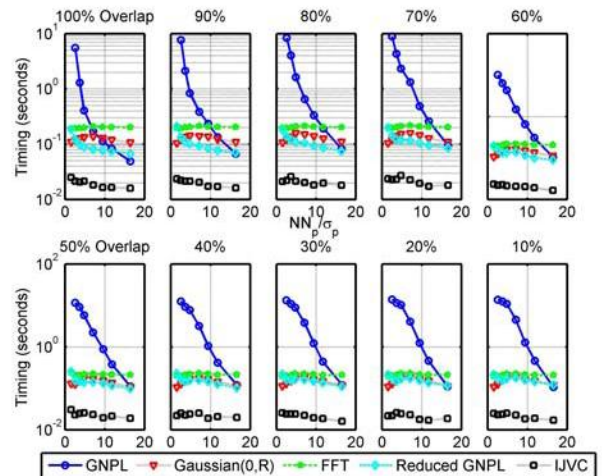 100% Overlap 90% 80% 70% 60%
Timing (seconds)
10^1
10^0
10^-1
10^-2
0 10 20 0 10 20 0 10 20 0 10 20 0 10 20
NN_p/σ_p
50% Overlap 40% 30% 20% 10%
Timing (seconds)
10^2
10^0
10^-2
0 10 20 0 10 20 0 10 20 0 10 20 0 10 20
GNPL Gaussian(0,R) FFT Reduced GNPL IJVC